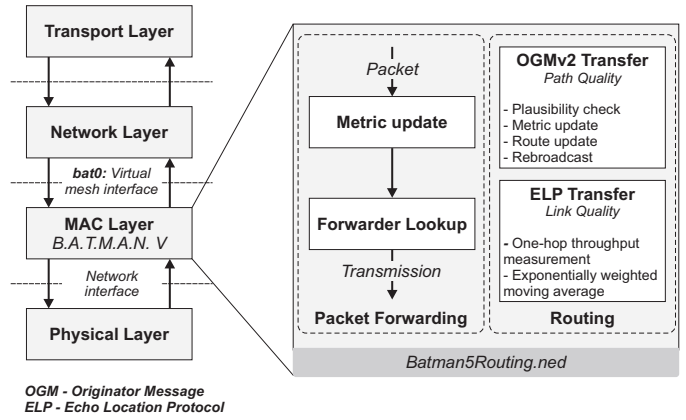 Transport Layer
Network Layer
bat0: Virtual
mesh interface
MAC Layer
B.A.T.M.A.N. V
Network
interface
Physical Layer
OGM - Originator Message
ELP - Echo Location Protocol
Packet
Metric update
Forwarder Lookup
Transmission
Packet Forwarding
OGMv2 Transfer
Path Quality
- Plausibility check
- Metric update
- Route update
- Rebroadcast
ELP Transfer
Link Quality
- One-hop throughput
measurement
- Exponentially weighted
moving average
Routing
Batman5Routing.ned